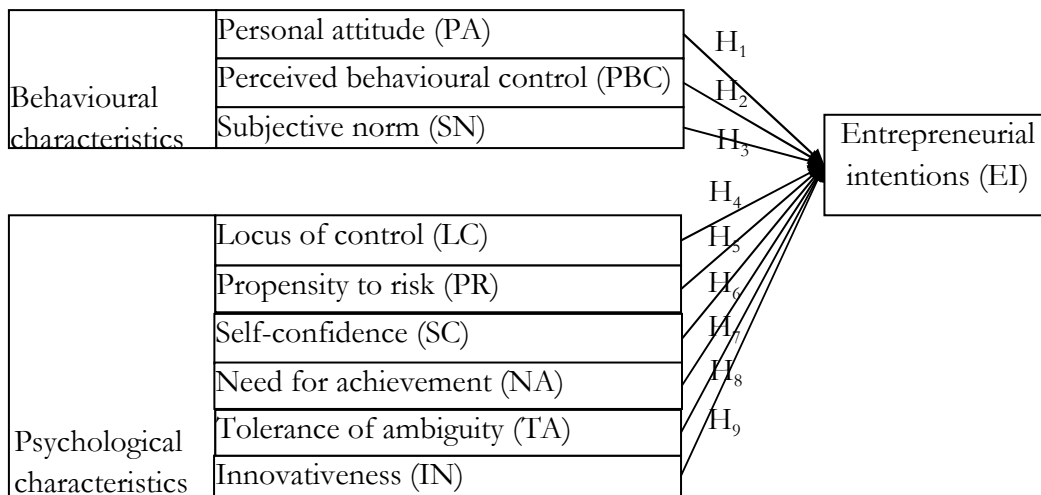 Behavioural
characteristics
Personal attitude (PA)
Perceived behavioural control (PBC)
Subjective norm (SN)
H₁
H₂
H₃
Entrepreneurial
intentions (EI)
H₄
H₅
H₆
H₇
H₈
H₉
Locus of control (LC)
Propensity to risk (PR)
Self-confidence (SC)
Need for achievement (NA)
Tolerance of ambiguity (TA)
Innovativeness (IN)
Psychological
characteristics